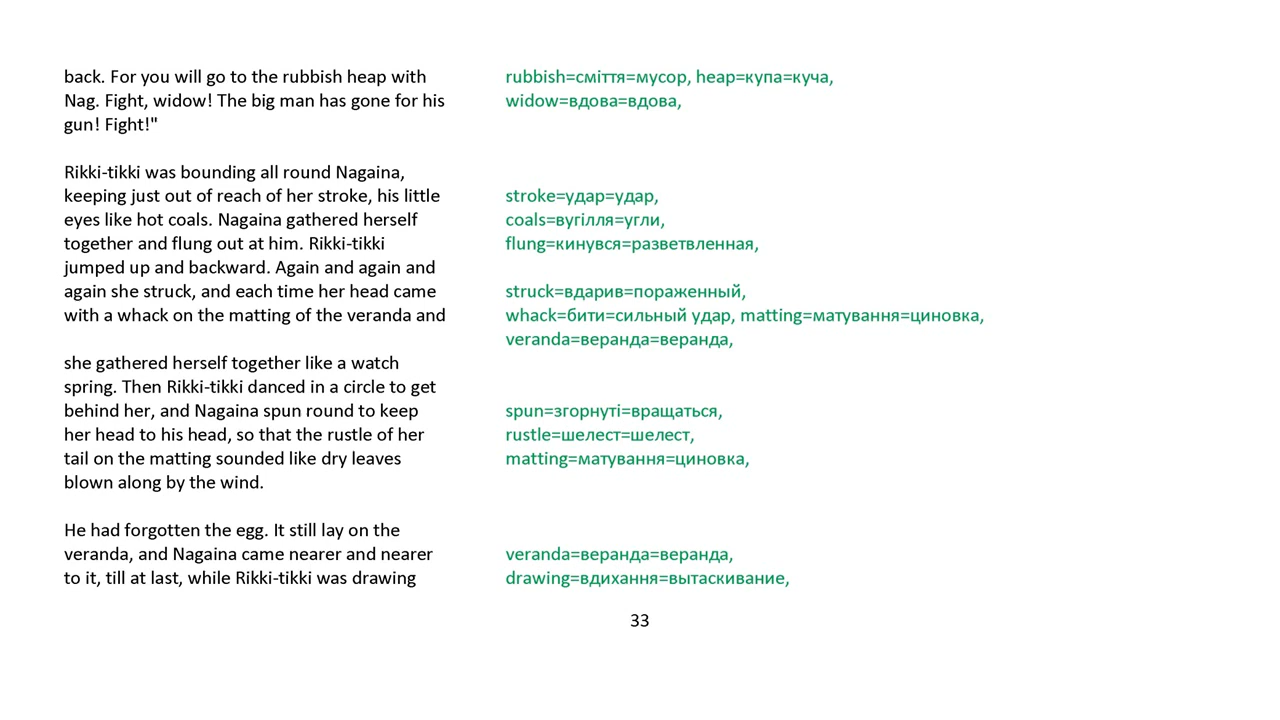 back. For you will go to the rubbish heap with
Nag. Fight, widow! The big man has gone for his
gun! Fight!"
Rikki-tikki was bounding all round Nagaina,
keeping just out of reach of her stroke, his little
eyes like hot coals. Nagaina gathered herself
together and flung out at him. Rikki-tikki
jumped up and backward. Again and again and
again she struck, and each time her head came
with a whack on the matting of the veranda and
she gathered herself together like a watch
spring. Then Rikki-tikki danced in a circle to get
behind her, and Nagaina spun round to keep
her head to his head, so that the rustle of her
tail on the matting sounded like dry leaves
blown along by the wind.
He had forgotten the egg. It still lay on the
veranda, and Nagaina came nearer and nearer
to it, till at last, while Rikki-tikki was drawing
rubbish=сміття=мусор, heap=купа=куча,
widow=вдова=вдова,
stroke=удар=удар,
coals=вугілля=угли,
flung=кинувся=разветвленная,
struck=вдарив=пораженный,
whack=бити=сильный удар, matting=матування=циновка,
veranda=веранда=веранда,
spun=згорнуті=вращаться,
rustle=шелест=шелест,
matting=матування=циновка,
veranda=веранда=веранда,
drawing=вдихання=вытаскивание,
33